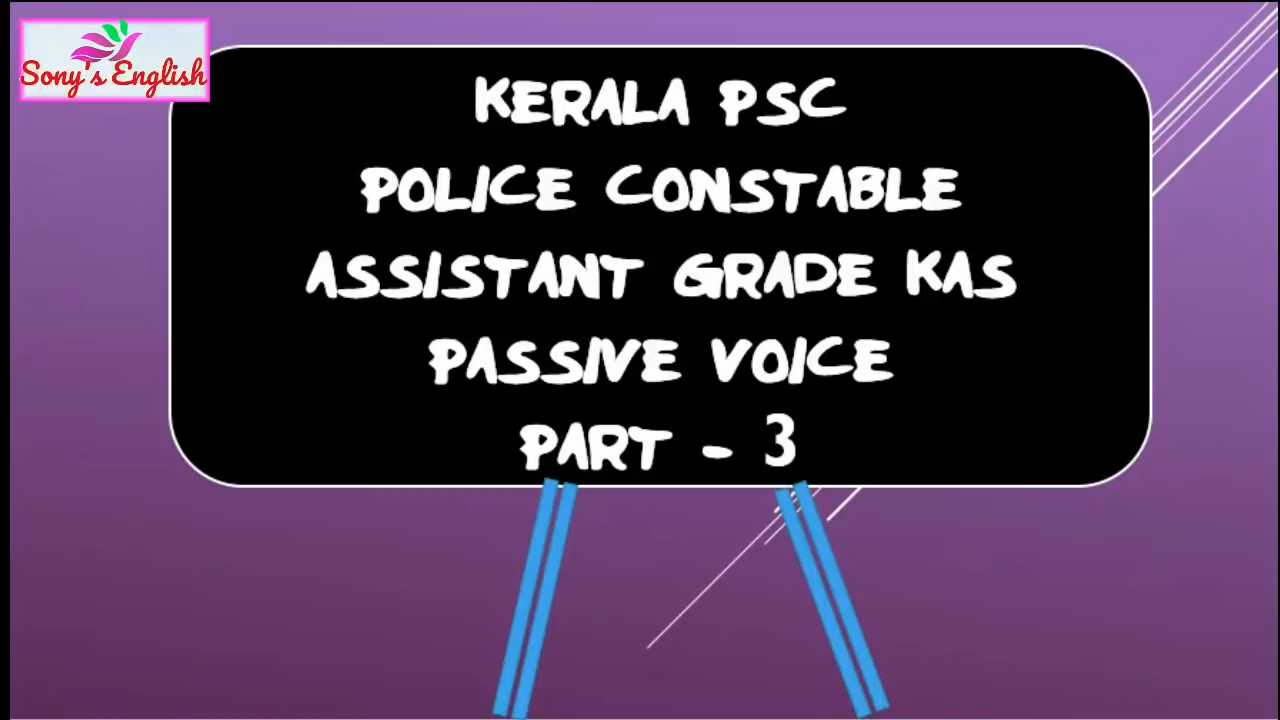 Sony's English
KERALA PSC
POLICE CONSTABLE
ASSISTANT GRADE KAS
PASSIVE VOICE
PART - 3